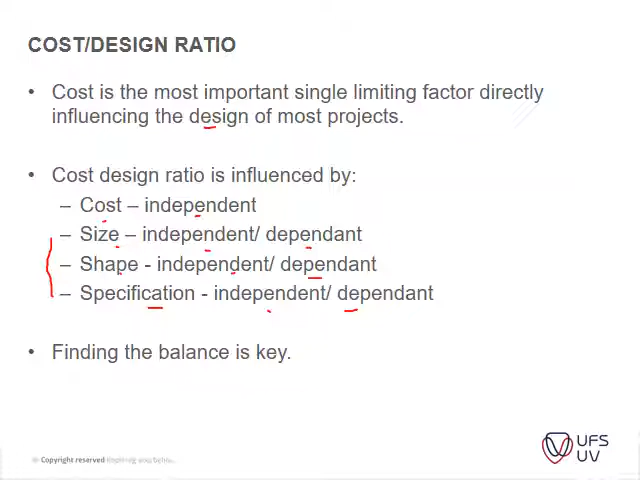 COST/DESIGN RATIO
• Cost is the most important single limiting factor directly
influencing the design of most projects.
• Cost design ratio is influenced by:
– Cost – independent
– Size – independent/ dependant
– Shape - independent/ dependant
– Specification - independent/ dependant
• Finding the balance is key.
Copyright reserved
UFS
UV